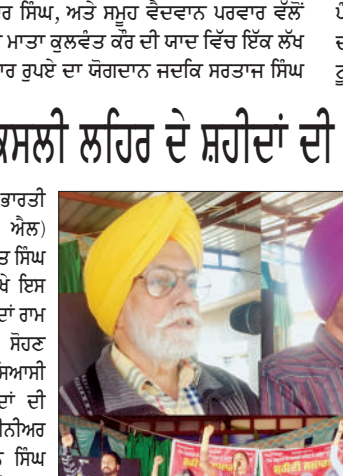 ਰ ਸਿੰਘ, ਅਤੇ ਸਮੂਹ ਵੈਦਵਾਨ ਪਰਵਾਰ ਵੱਲੋਂ
ਮਾਤਾ ਕੁਲਵੰਤ ਕੌਰ ਦੀ ਯਾਦ ਵਿੱਚ ਇੱਕ ਲੱਖ
ਾਰ ਰੁਪਏ ਦਾ ਯੋਗਦਾਨ ਜਦਕਿ ਸਰਤਾਜ ਸਿੰਘ
ਕਸਲੀ ਲਹਿਰ ਦੇ ਸ਼ਹੀਦਾਂ ਦੀ
ਭਾਰਤੀ
ਐਲ)
ਤ ਸਿੰਘ
ਖੇ ਇਸ
ਦਾਂ ਰਾਮ
ਸੋਹਣ
ਸਿਆਸੀ
ਦਾਂ ਦੀ
ੀਨੀਅਰ
ਨ ਸਿੰਘ